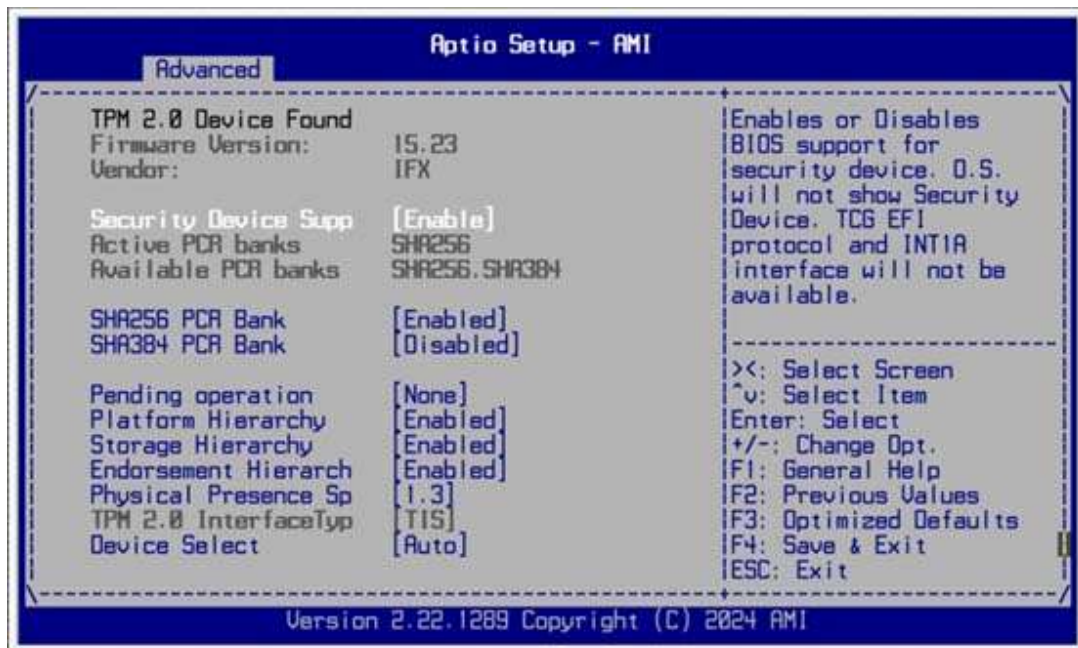 Aptio Setup - AMI
Advanced
TPM 2.0 Device Found
Firmware Version: 15.23
Vendor: IFX
Security Device Supp [Enable]
Active PCR banks SHA256
Available PCR banks SHA256,SHA384
SHA256 PCR Bank [Enabled]
SHA384 PCR Bank [Disabled]
Pending operation [None]
Platform Hierarchy [Enabled]
Storage Hierarchy [Enabled]
Endorsement Hierarch [Enabled]
Physical Presence Sp [1.3]
TPM 2.0 InterfaceTyp [TIS]
Device Select [Auto]
Enables or Disables
BIOS support for
security device. O.S.
will not show Security
Device. TCG EFI
protocol and INT1A
interface will not be
available.
><: Select Screen
^v: Select Item
Enter: Select
+/-: Change Opt.
F1: General Help
F2: Previous Values
F3: Optimized Defaults
F4: Save & Exit
ESC: Exit
Version 2.22.1289 Copyright (C) 2024 AMI